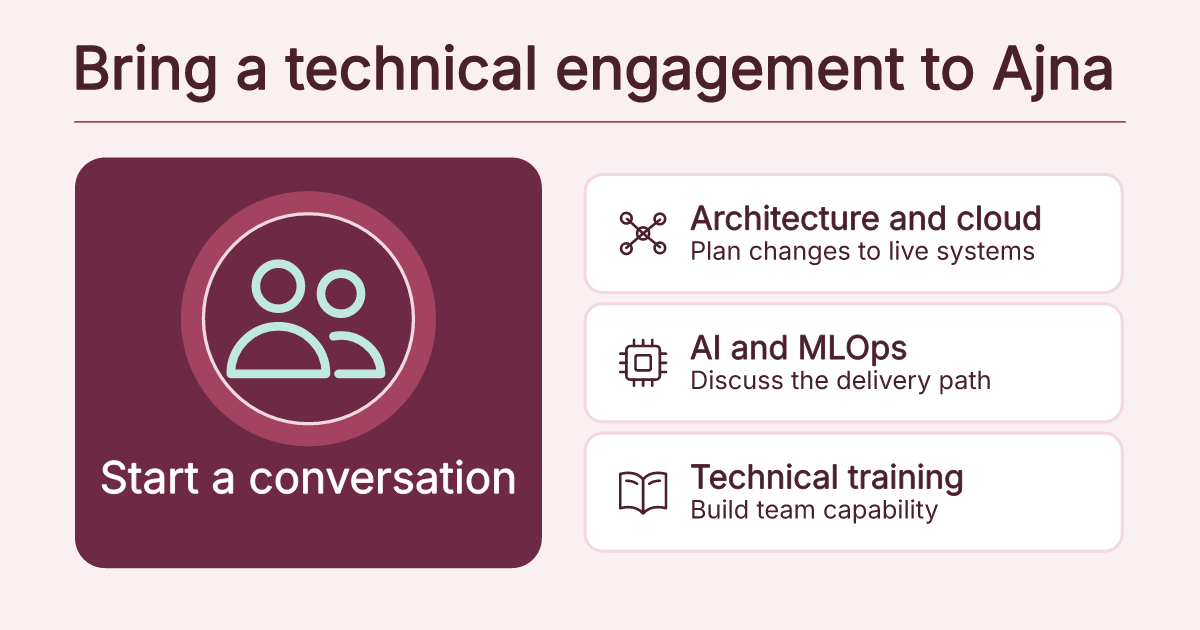 Bring a technical engagement to Ajna
Start a conversation
Architecture and cloud
Plan changes to live systems
AI and MLOps
Discuss the delivery path
Technical training
Build team capability